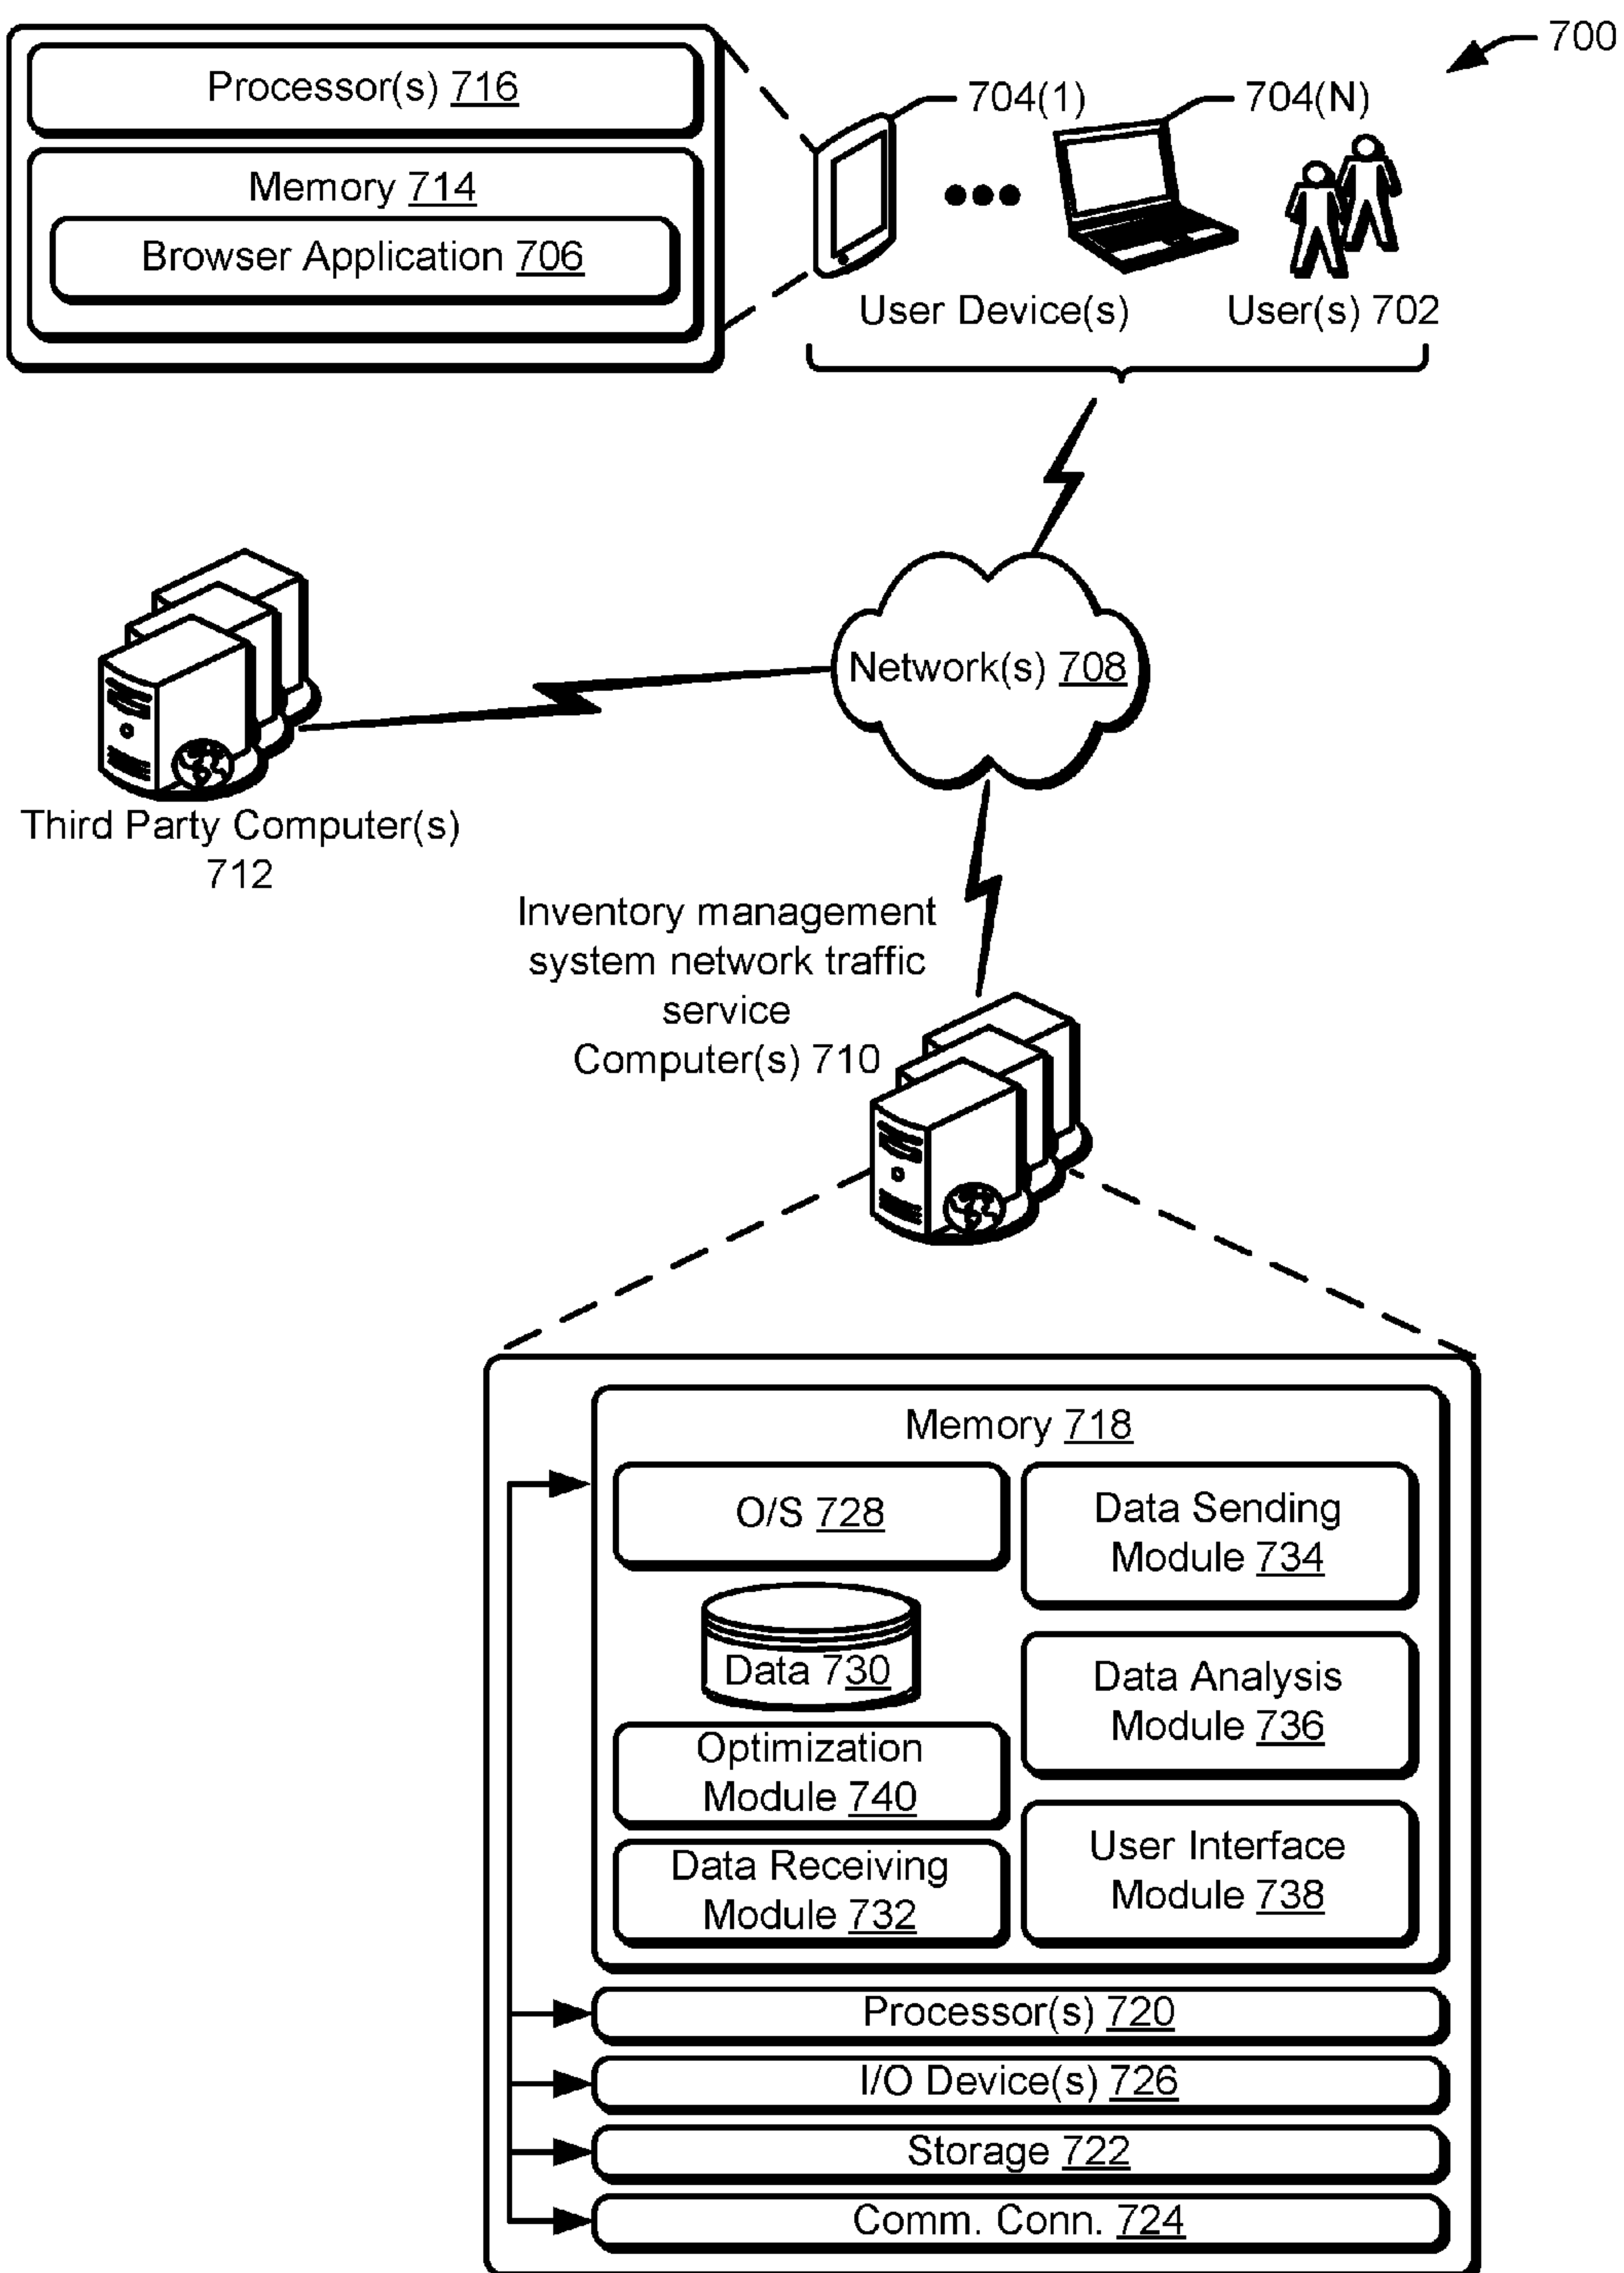 700
Processor(s) 716
Memory 714
Browser Application 706
704(1)
704(N)
User Device(s)
User(s) 702
Network(s) 708
Third Party Computer(s)
712
Inventory management
system network traffic
service
Computer(s) 710
Memory 718
O/S 728
Data 730
Optimization
Module 740
Data Receiving
Module 732
Data Sending
Module 734
Data Analysis
Module 736
User Interface
Module 738
Processor(s) 720
I/O Device(s) 726
Storage 722
Comm. Conn. 724